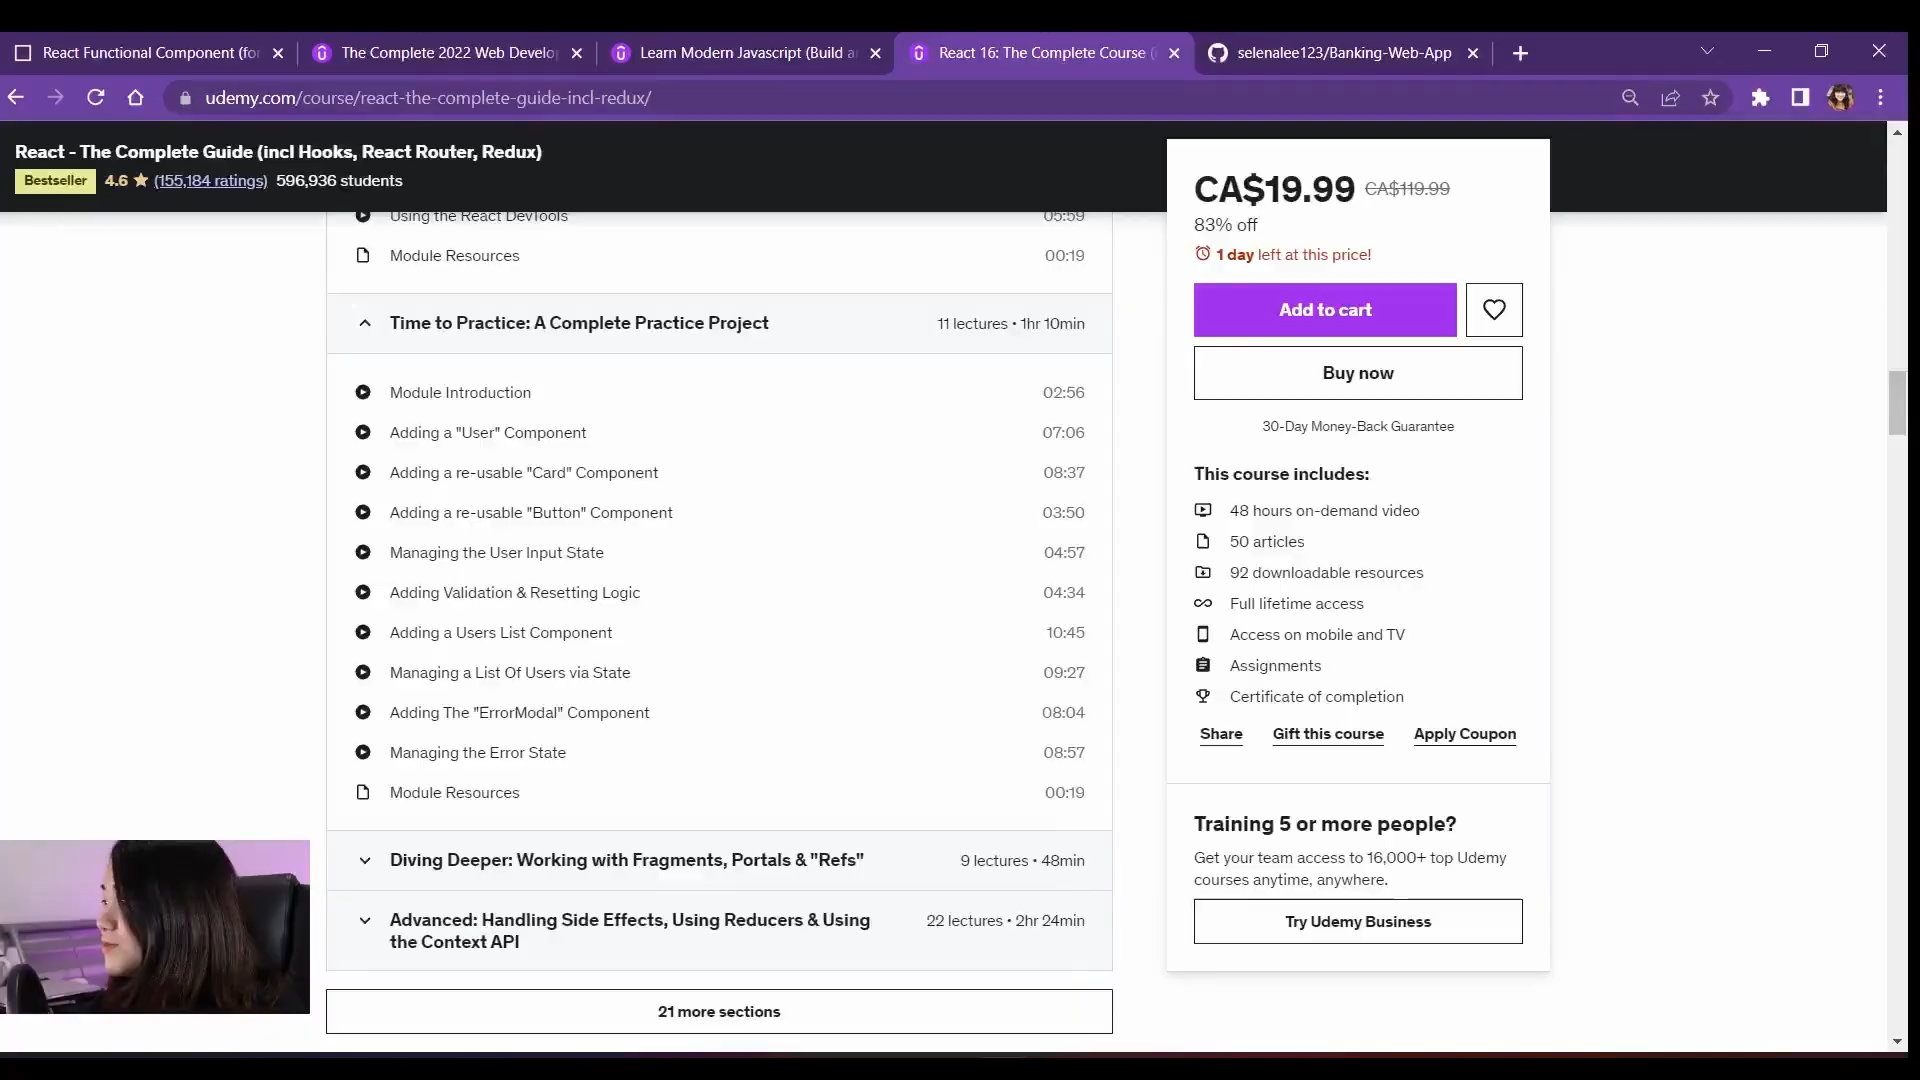 React Functional Component (for
The Complete 2022 Web Develop
Learn Modern Javascript (Build a
React 16: The Complete Course (i
selenalee123/Banking-Web-App
udemy.com/course/react-the-complete-guide-incl-redux/
React - The Complete Guide (incl Hooks, React Router, Redux)
Bestseller 4.6 (155,184 ratings) 596,936 students
Using the React DevTools 05:59
Module Resources 00:19
Time to Practice: A Complete Practice Project 11 lectures • 1hr 10min
Module Introduction 02:56
Adding a "User" Component 07:06
Adding a re-usable "Card" Component 08:37
Adding a re-usable "Button" Component 03:50
Managing the User Input State 04:57
Adding Validation & Resetting Logic 04:34
Adding a Users List Component 10:45
Managing a List Of Users via State 09:27
Adding The "ErrorModal" Component 08:04
Managing the Error State 08:57
Module Resources 00:19
Diving Deeper: Working with Fragments, Portals & "Refs" 9 lectures • 48min
Advanced: Handling Side Effects, Using Reducers & Using 22 lectures • 2hr 24min
the Context API
21 more sections
CA$19.99 CA$119.99
83% off
1 day left at this price!
Add to cart
Buy now
30-Day Money-Back Guarantee
This course includes:
48 hours on-demand video
50 articles
92 downloadable resources
Full lifetime access
Access on mobile and TV
Assignments
Certificate of completion
Share Gift this course Apply Coupon
Training 5 or more people?
Get your team access to 16,000+ top Udemy
courses anytime, anywhere.
Try Udemy Business